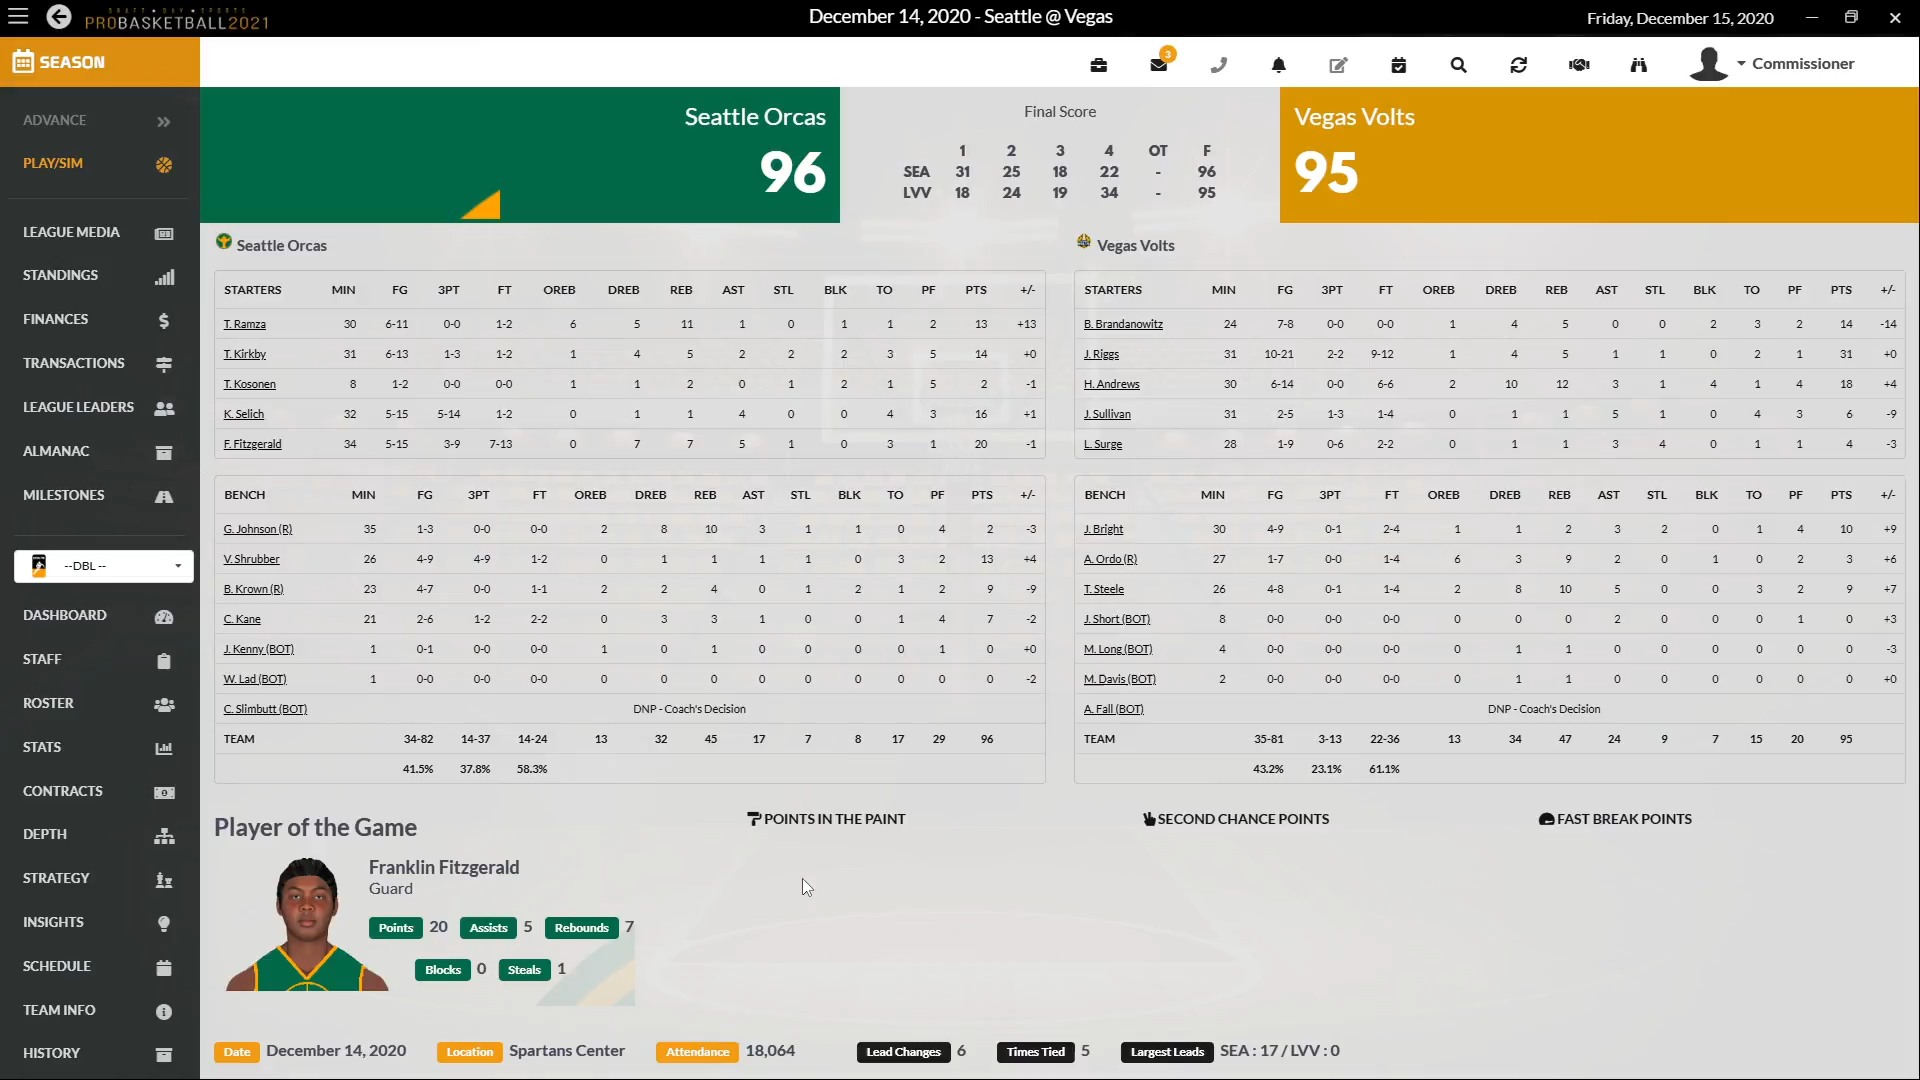 DRAFT • DAY • SPORTS
PROBASKETBALL2021
December 14, 2020 - Seattle @ Vegas
Friday, December 15, 2020
SEASON
3
Commissioner
ADVANCE
PLAY/SIM
LEAGUE MEDIA
STANDINGS
FINANCES
TRANSACTIONS
LEAGUE LEADERS
ALMANAC
MILESTONES
--DBL--
DASHBOARD
STAFF
ROSTER
STATS
CONTRACTS
DEPTH
STRATEGY
INSIGHTS
SCHEDULE
TEAM INFO
HISTORY
Seattle Orcas
96
Final Score
1 2 3 4 OT F
SEA 31 25 18 22 - 96
LVV 18 24 19 34 - 95
Vegas Volts
95
Seattle Orcas
STARTERS MIN FG 3PT FT OREB DREB REB AST STL BLK TO PF PTS +/-
T. Ramza 30 6-11 0-0 1-2 6 5 11 1 0 1 1 2 13 +13
T. Kirkby 31 6-13 1-3 1-2 1 4 5 2 2 2 3 5 14 +0
T. Kosonen 8 1-2 0-0 0-0 1 1 2 0 1 2 1 5 2 -1
K. Selich 32 5-15 5-14 1-2 0 1 1 4 0 0 4 3 16 +1
F. Fitzgerald 34 5-15 3-9 7-13 0 7 7 5 1 0 3 1 20 -1
BENCH MIN FG 3PT FT OREB DREB REB AST STL BLK TO PF PTS +/-
G. Johnson (R) 35 1-3 0-0 0-0 2 8 10 3 1 1 0 4 2 -3
V. Shrubber 26 4-9 4-9 1-2 0 1 1 1 1 0 3 2 13 +4
B. Krown (R) 23 4-7 0-0 1-1 2 2 4 0 1 2 1 2 9 -9
C. Kane 21 2-6 1-2 2-2 0 3 3 1 0 0 1 4 7 -2
J. Kenny (BOT) 1 0-1 0-0 0-0 1 0 1 0 0 0 0 1 0 +0
W. Lad (BOT) 1 0-0 0-0 0-0 0 0 0 0 0 0 0 0 0 -2
C. Slimbutt (BOT) DNP - Coach's Decision
TEAM 34-82 14-37 14-24 13 32 45 17 7 8 17 29 96
41.5% 37.8% 58.3%
Vegas Volts
STARTERS MIN FG 3PT FT OREB DREB REB AST STL BLK TO PF PTS +/-
B. Brandanowitz 24 7-8 0-0 0-0 1 4 5 0 0 2 3 2 14 -14
J. Riggs 31 10-21 2-2 9-12 1 4 5 1 1 0 2 1 31 +0
H. Andrews 30 6-14 0-0 6-6 2 10 12 3 1 4 1 4 18 +4
J. Sullivan 31 2-5 1-3 1-4 0 1 1 5 1 0 4 3 6 -9
L. Surge 28 1-9 0-6 2-2 0 1 1 3 4 0 1 1 4 -3
BENCH MIN FG 3PT FT OREB DREB REB AST STL BLK TO PF PTS +/-
J. Bright 30 4-9 0-1 2-4 1 1 2 3 2 0 1 4 10 +9
A. Ordo (R) 27 1-7 0-0 1-4 6 3 9 2 0 1 0 2 3 +6
T. Steele 26 4-8 0-1 1-4 2 8 10 5 0 0 3 2 9 +7
J. Short (BOT) 8 0-0 0-0 0-0 0 0 0 2 0 0 0 1 0 +3
M. Long (BOT) 4 0-0 0-0 0-0 0 1 1 0 0 0 0 0 0 -3
M. Davis (BOT) 2 0-0 0-0 0-0 0 1 1 0 0 0 0 0 0 +0
A. Fall (BOT) DNP - Coach's Decision
TEAM 35-81 3-13 22-36 13 34 47 24 9 7 15 20 95
43.2% 23.1% 61.1%
Player of the Game
Franklin Fitzgerald
Guard
Points 20 Assists 5 Rebounds 7
Blocks 0 Steals 1
POINTS IN THE PAINT
SECOND CHANCE POINTS
FAST BREAK POINTS
Date December 14, 2020 Location Spartans Center Attendance 18,064 Lead Changes 6 Times Tied 5 Largest Leads SEA : 17 / LVV : 0